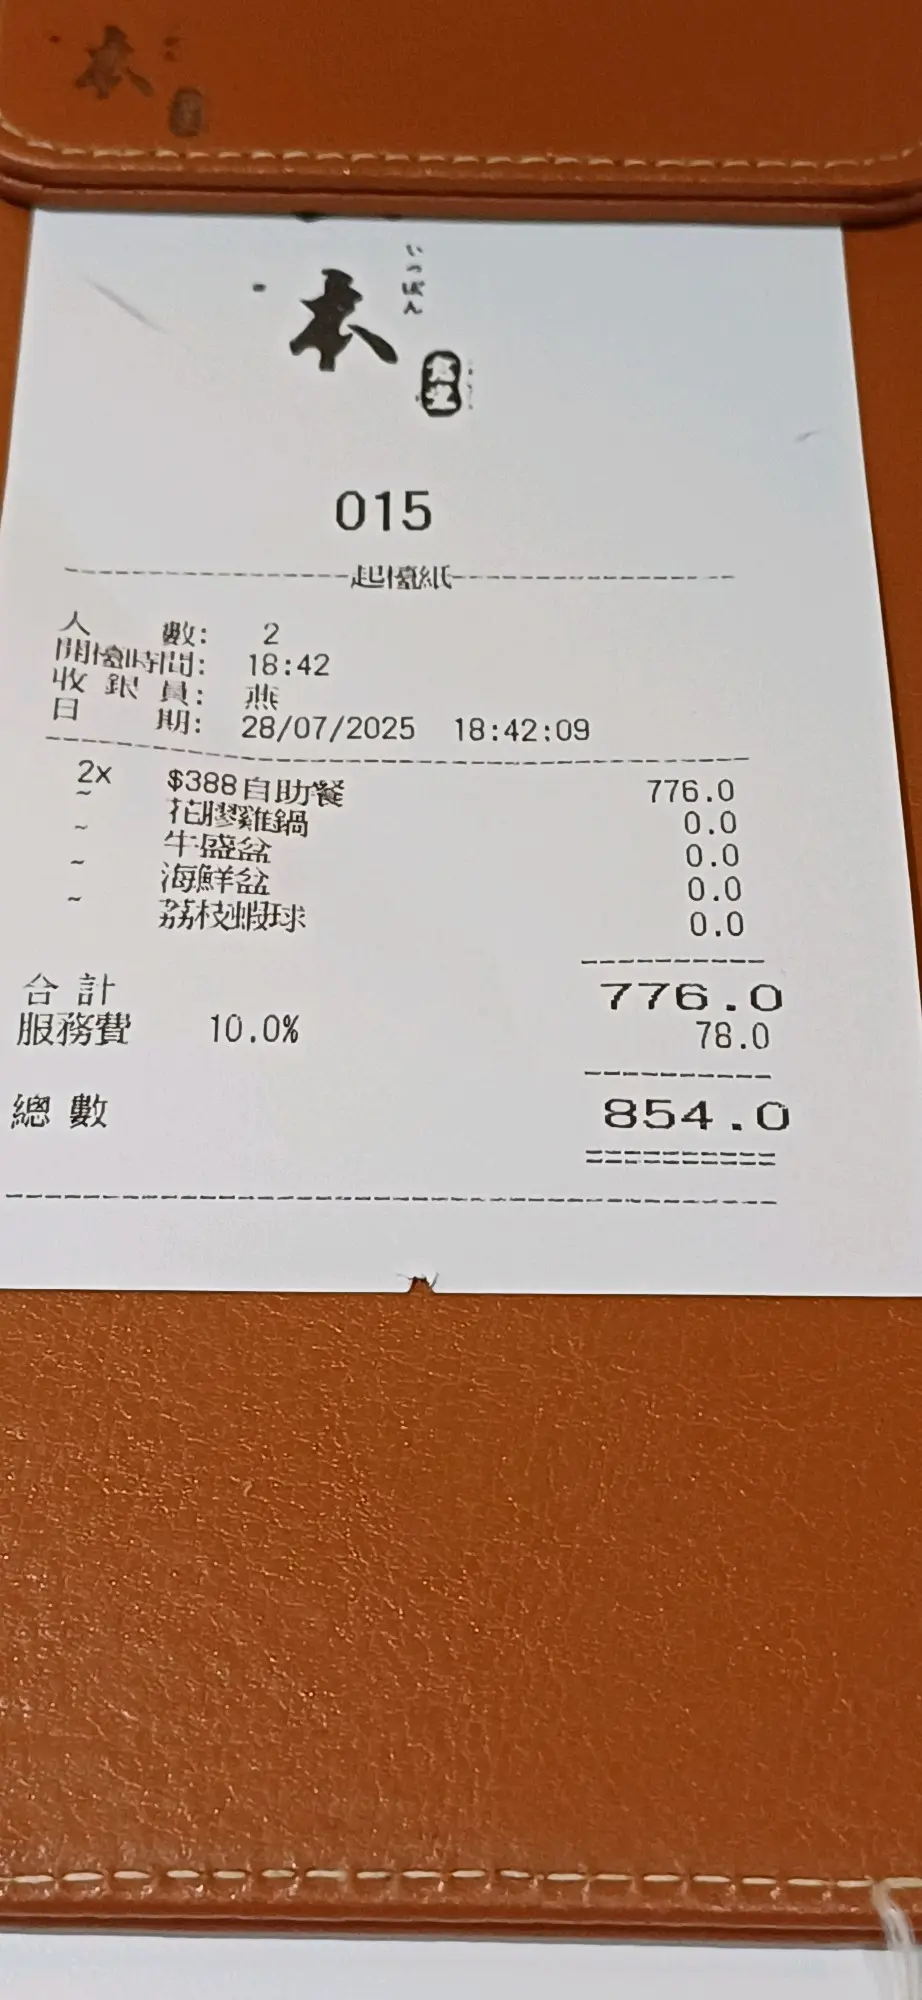 本
本
いっぽん
食堂
015
起檯紙
人 數: 2
開檯時間: 18:42
收 銀 員: 燕
日 期: 28/07/2025 18:42:09
2x $388自助餐 776.0
~ 花膠雞鍋 0.0
~ 牛盛盆 0.0
~ 海鮮盆 0.0
~ 荔枝蝦球 0.0
合 計 776.0
服務費 10.0% 78.0
總 數 854.0